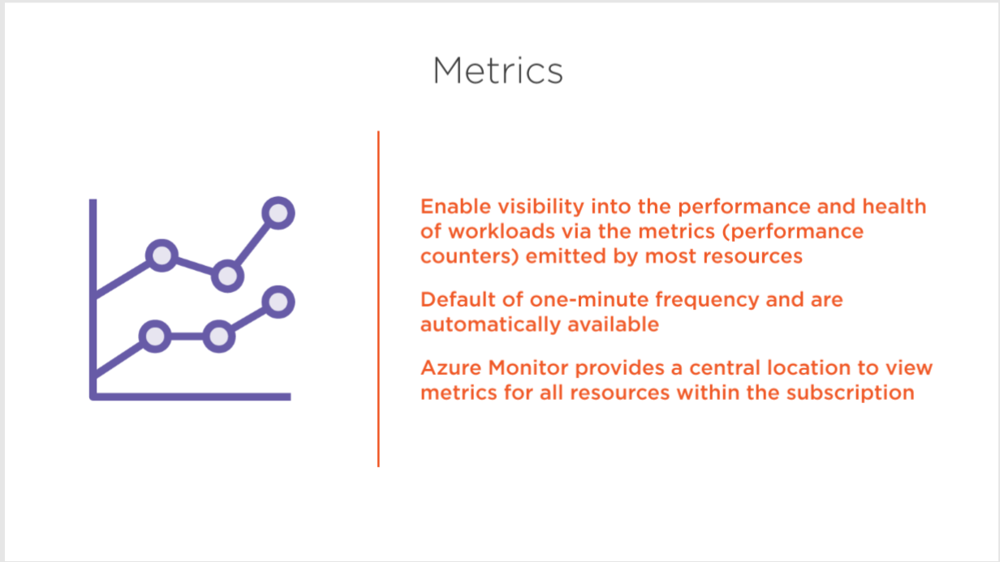 Metrics
Enable visibility into the performance and health
of workloads via the metrics (performance
counters) emitted by most resources
Default of one-minute frequency and are
automatically available
Azure Monitor provides a central location to view
metrics for all resources within the subscription